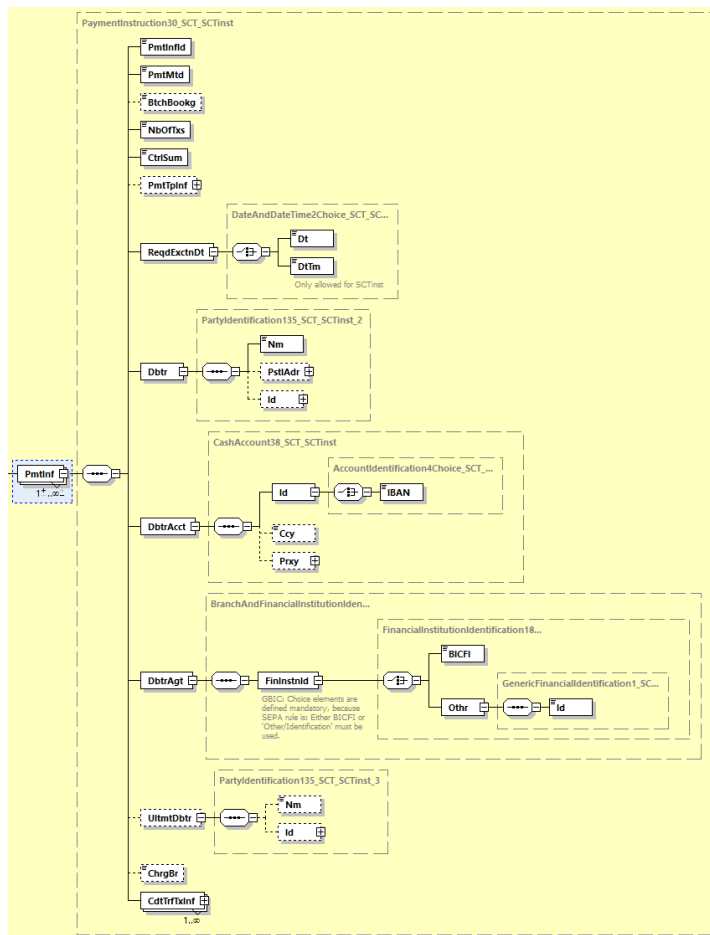 PaymentInstruction30_SCT_SCTinst
PmtInfId
PmtMtd
BtchBookg
NbOfTxs
CtrlSum
PmtTpInf
DateAndDateTime2Choice_SCT_SC...
Dt
ReqdExctnDt
DtTm
Only allowed for SCTinst
PartyIdentification135_SCT_SCTinst_2
Nm
Dbtr
PstlAdr
Id
CashAccount38_SCT_SCTinst
AccountIdentification4Choice_SCT_...
PmtInf
1..∞
Id
IBAN
DbtrAcct
Ccy
Prxy
BranchAndFinancialInstitutionIden...
FinancialInstitutionIdentification18...
BICFI
DbtrAgt
FinInstnId
GenericFinancialIdentification1_SC...
GBIC: Choice elements are
defined mandatory, because
SEPA rule is: Either BICFI or
'Other/Identification' must be
used.
Othr
Id
PartyIdentification135_SCT_SCTinst_3
Nm
UltmtDbtr
Id
ChrgBr
CdtTrfTxInf
1..∞